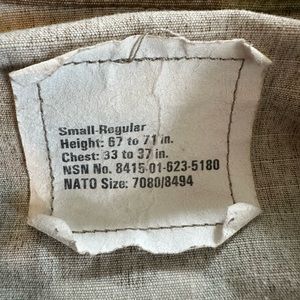 Small-Regular
Height: 67 to 71 in.
Chest: 33 to 37 in.
NSN No. 8415-01-623-5180
NATO Size: 7080/8494